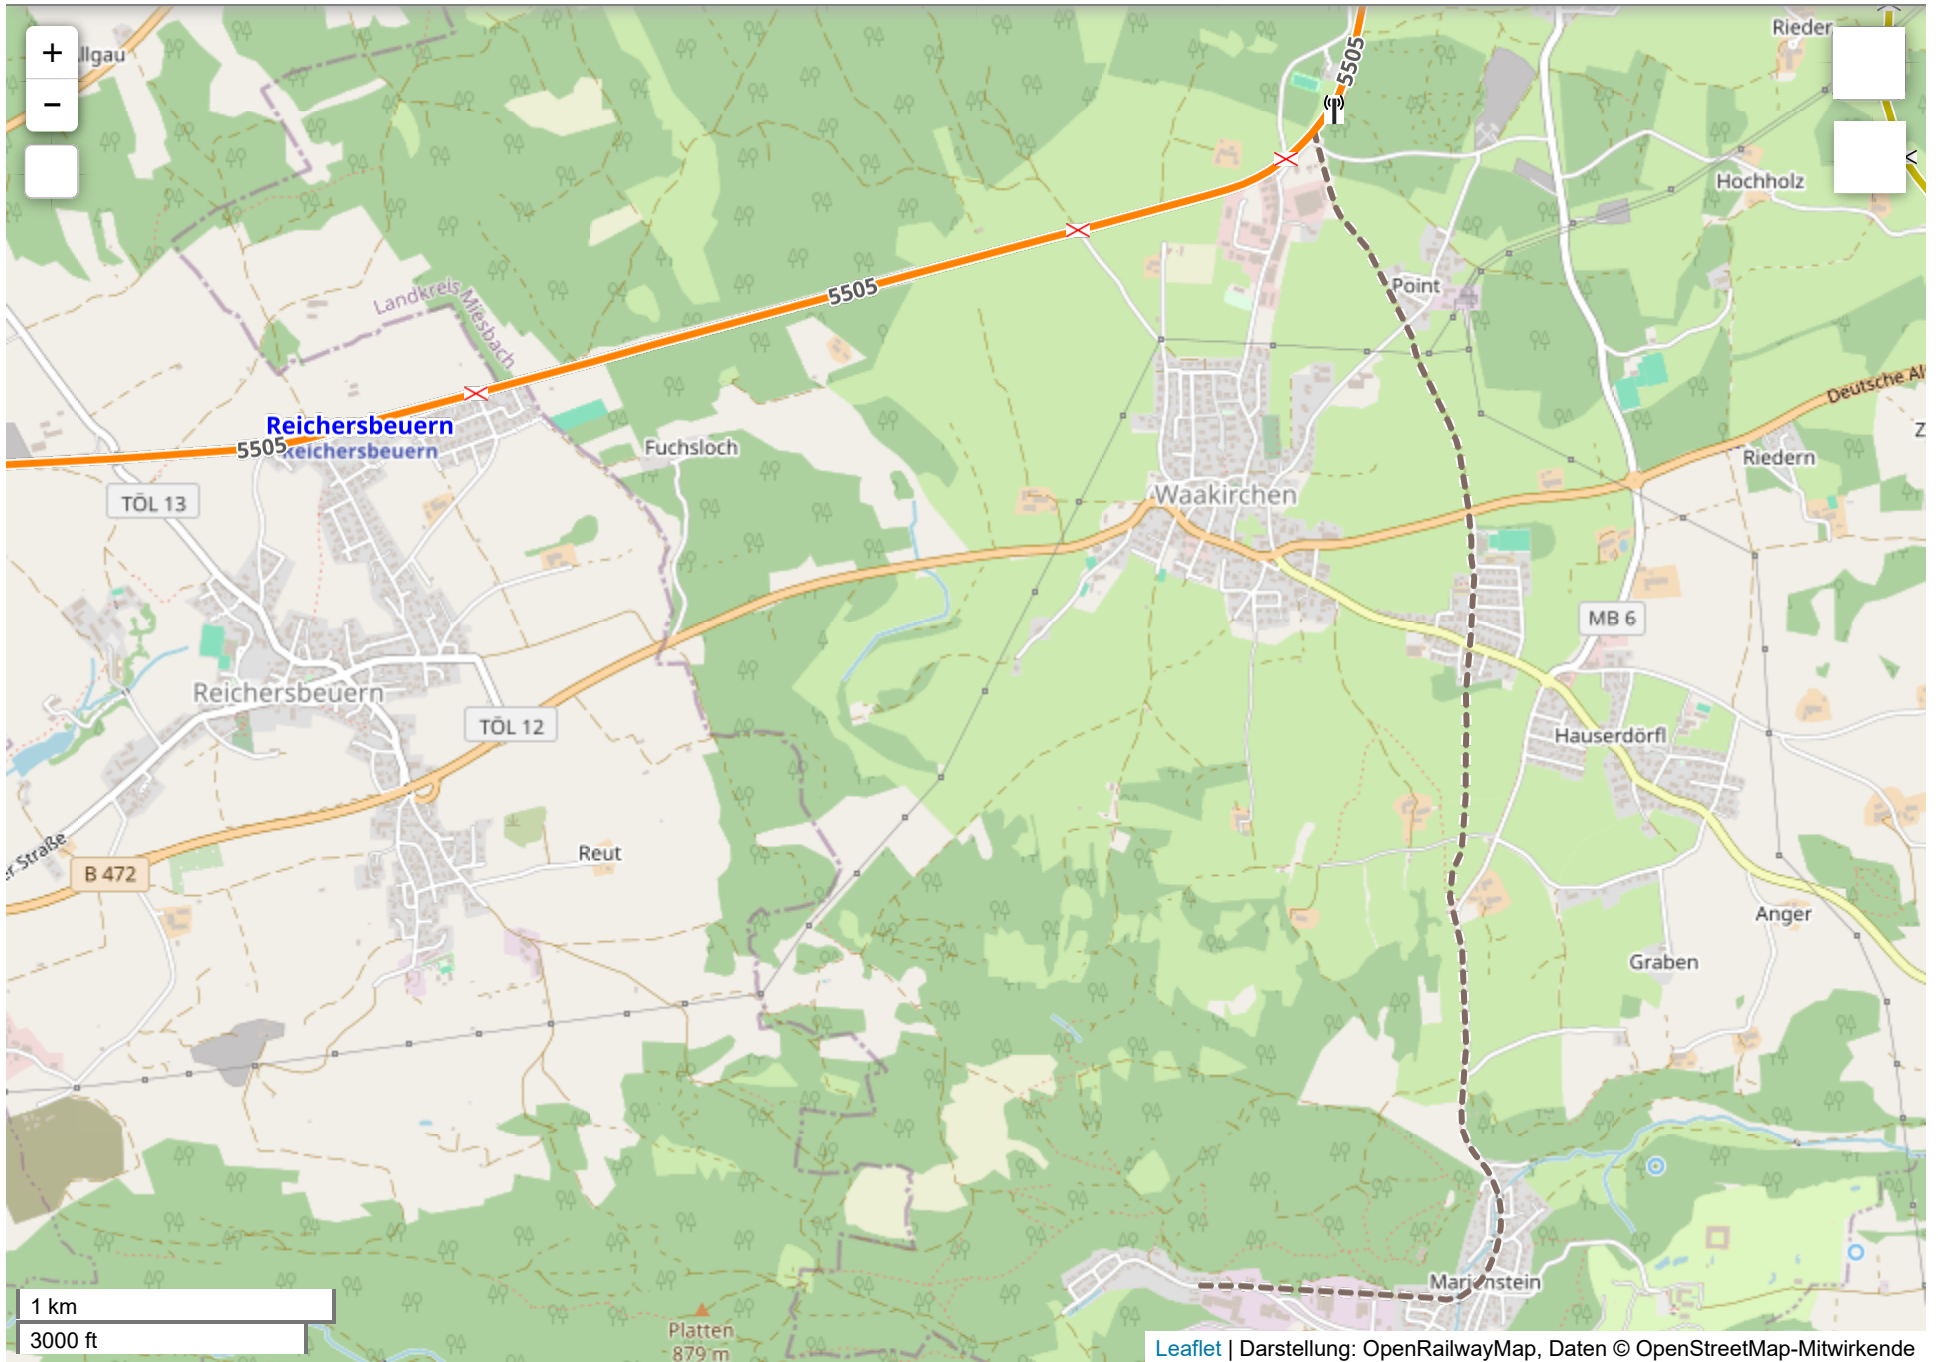 +
llgau
Rieder
5505
−
Hochholz
Landkreis Miesbach
Point
5505
Deutsche Al
Reichersbeuern
5505
Reichersbeuern
Fuchsloch
Z
Riedern
TÖL 13
Waakirchen
MB 6
Reichersbeuern
TÖL 12
Hauserdörfl
er Straße
B 472
Reut
Anger
Graben
Marienstein
1 km
3000 ft
Platten
879 m
Leaflet | Darstellung: OpenRailwayMap, Daten © OpenStreetMap-Mitwirkende